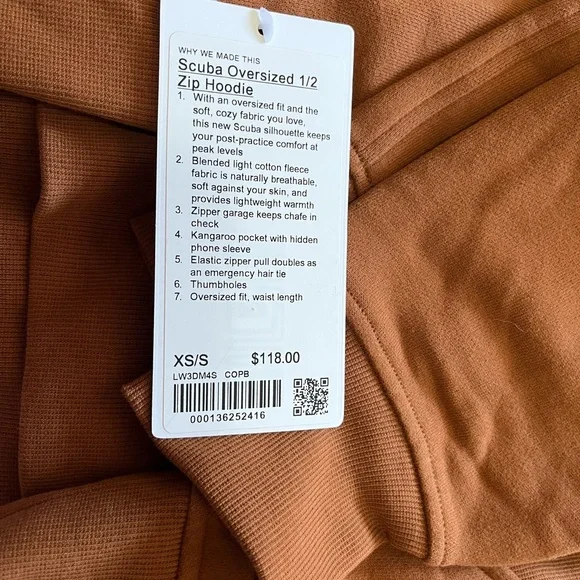 WHY WE MADE THIS
Scuba Oversized 1/2
Zip Hoodie
1. With an oversized fit and the
soft, cozy fabric you love,
this new Scuba silhouette keeps
your post-practice comfort at
peak levels
2. Blended light cotton fleece
fabric is naturally breathable,
soft against your skin, and
provides lightweight warmth
3. Zipper garage keeps chafe in
check
4. Kangaroo pocket with hidden
phone sleeve
5. Elastic zipper pull doubles as
an emergency hair tie
6. Thumbholes
7. Oversized fit, waist length
XS/S $118.00
LW3DM4S COPB
000136252416